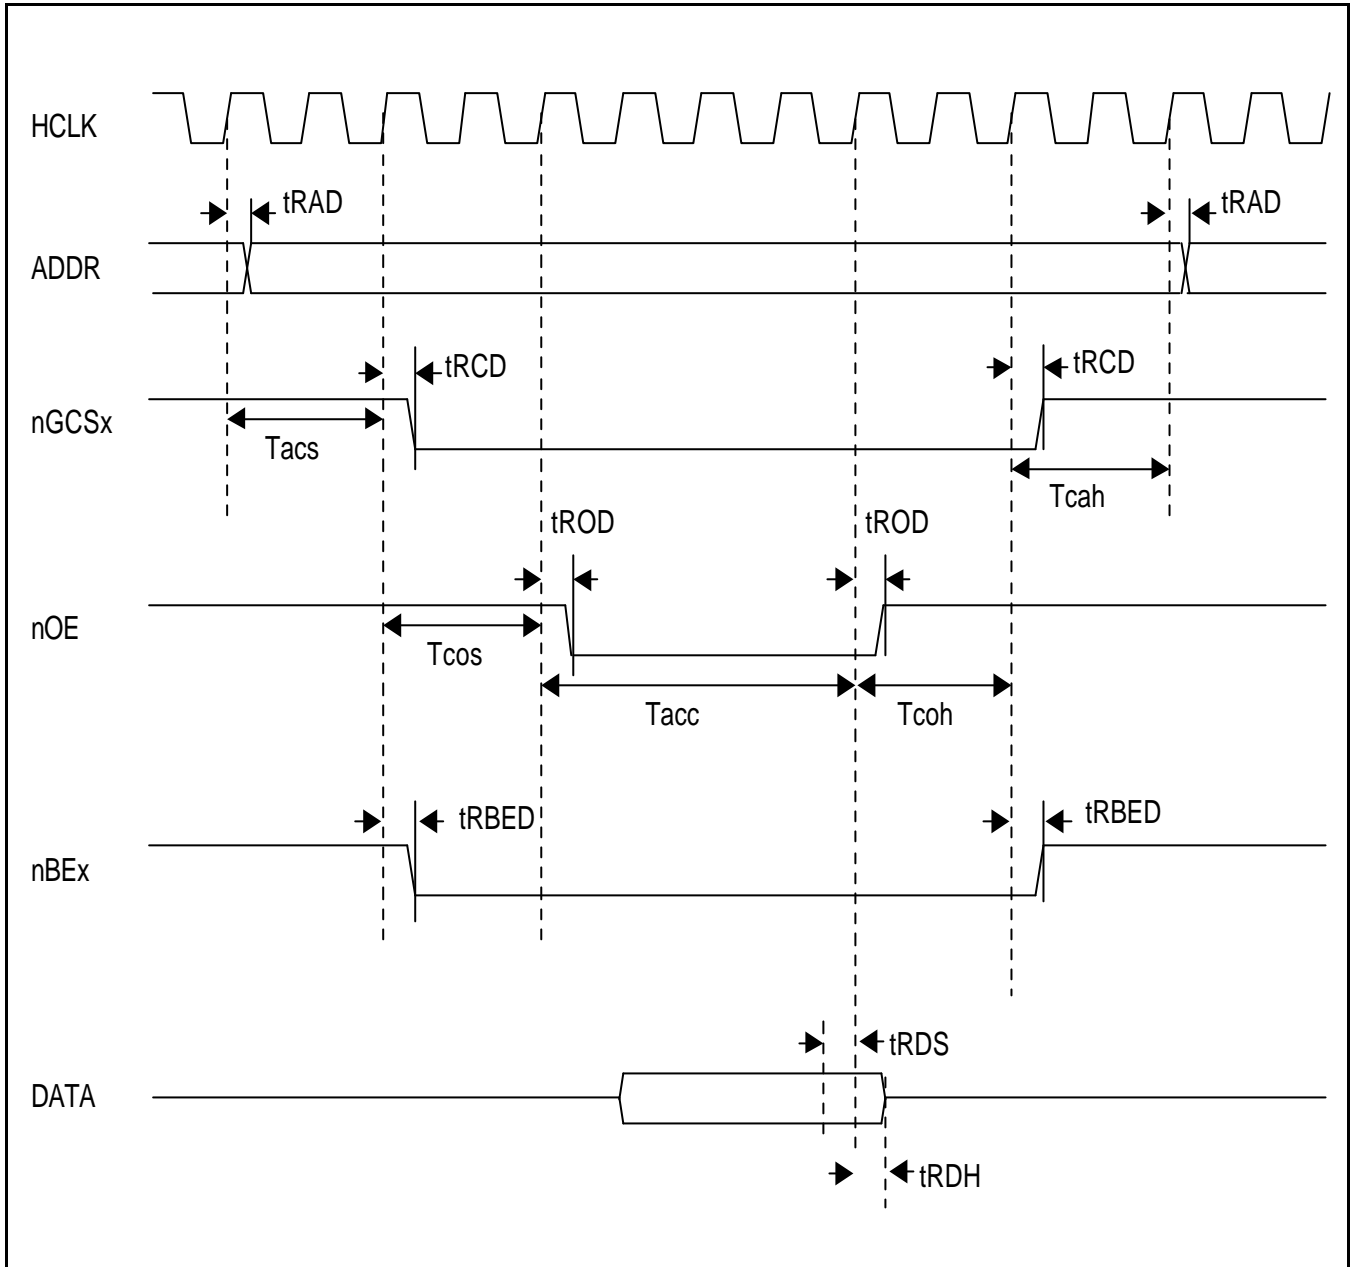 HCLK
tRAD
tRAD
ADDR
tRCD
tRCD
nGCSx
Tacs
Tcah
tROD
tROD
nOE
Tcos
Tacc
Tcoh
tRBED
tRBED
nBEx
tRDS
DATA
tRDH